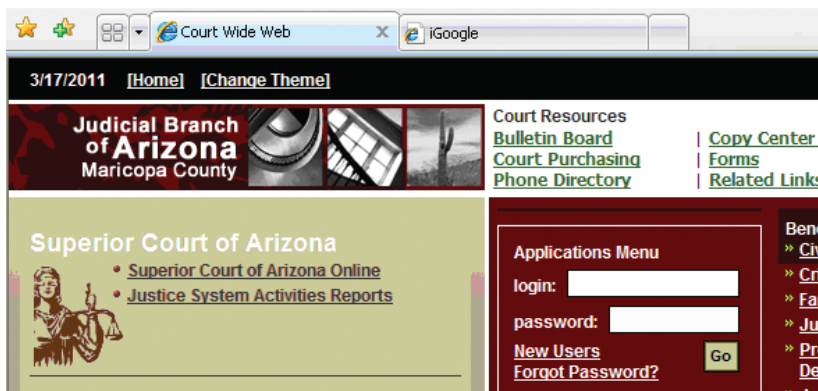 Court Wide Web
iGoogle
3/17/2011 [Home] [Change Theme]
Judicial Branch
of Arizona
Maricopa County
Court Resources
Bulletin Board | Copy Center
Court Purchasing | Forms
Phone Directory | Related Links
Superior Court of Arizona
• Superior Court of Arizona Online
• Justice System Activities Reports
Applications Menu
login:
password:
New Users
Forgot Password?
Go